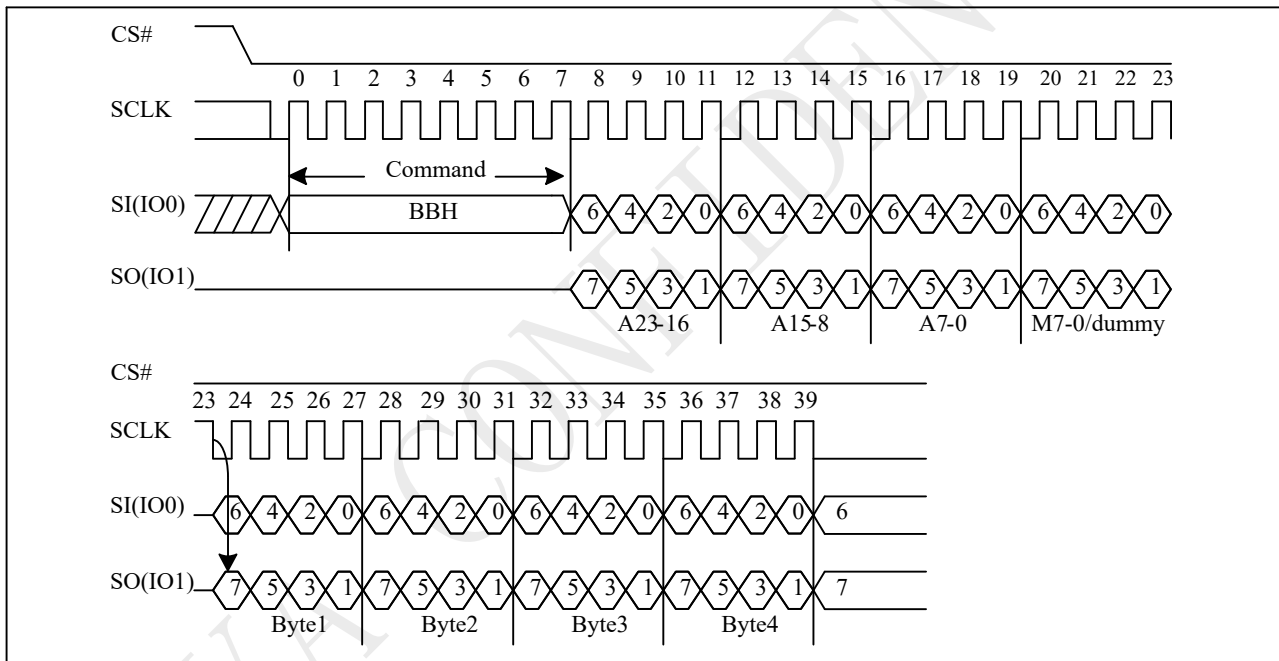 CS#
0 1 2 3 4 5 6 7 8 9 10 11 12 13 14 15 16 17 18 19 20 21 22 23
SCLK
Command
SI(IO0) BBH 6 4 2 0 6 4 2 0 6 4 2 0 6 4 2 0
SO(IO1) 7 5 3 1 7 5 3 1 7 5 3 1 7 5 3 1
A23-16 A15-8 A7-0 M7-0/dummy
CS#
23 24 25 26 27 28 29 30 31 32 33 34 35 36 37 38 39
SCLK
SI(IO0) 6 4 2 0 6 4 2 0 6 4 2 0 6 4 2 0 6
SO(IO1) 7 5 3 1 7 5 3 1 7 5 3 1 7 5 3 1 7
Byte1 Byte2 Byte3 Byte4